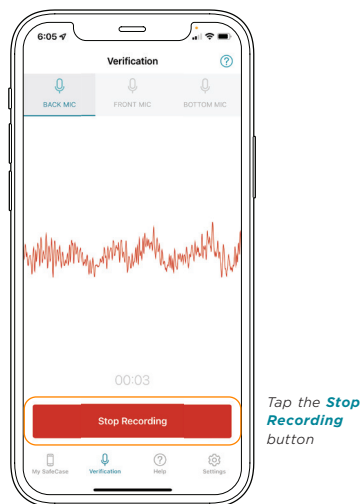 6:05
Verification
BACK MIC FRONT MIC BOTTOM MIC
00:03
Stop Recording
My SafeCase Verification Help Settings
Tap the Stop
Recording
button